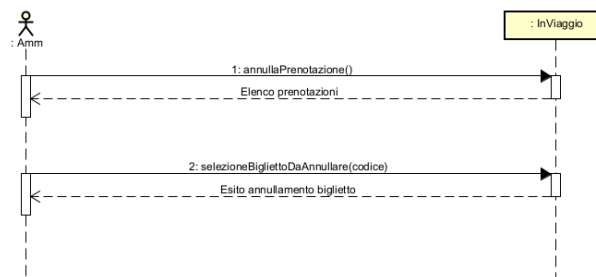 : Amm
: InViaggio
1: annullaPrenotazione()
Elenco prenotazioni
2: selezioneBigliettoDaAnnullare(codice)
Esito annullamento biglietto